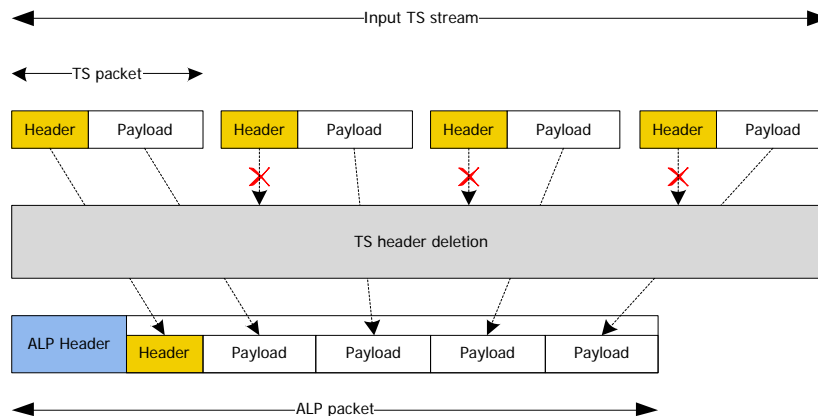 Input TS stream
TS packet
Header Payload Header Payload Header Payload Header Payload
TS header deletion
ALP Header Header Payload Payload Payload Payload
ALP packet